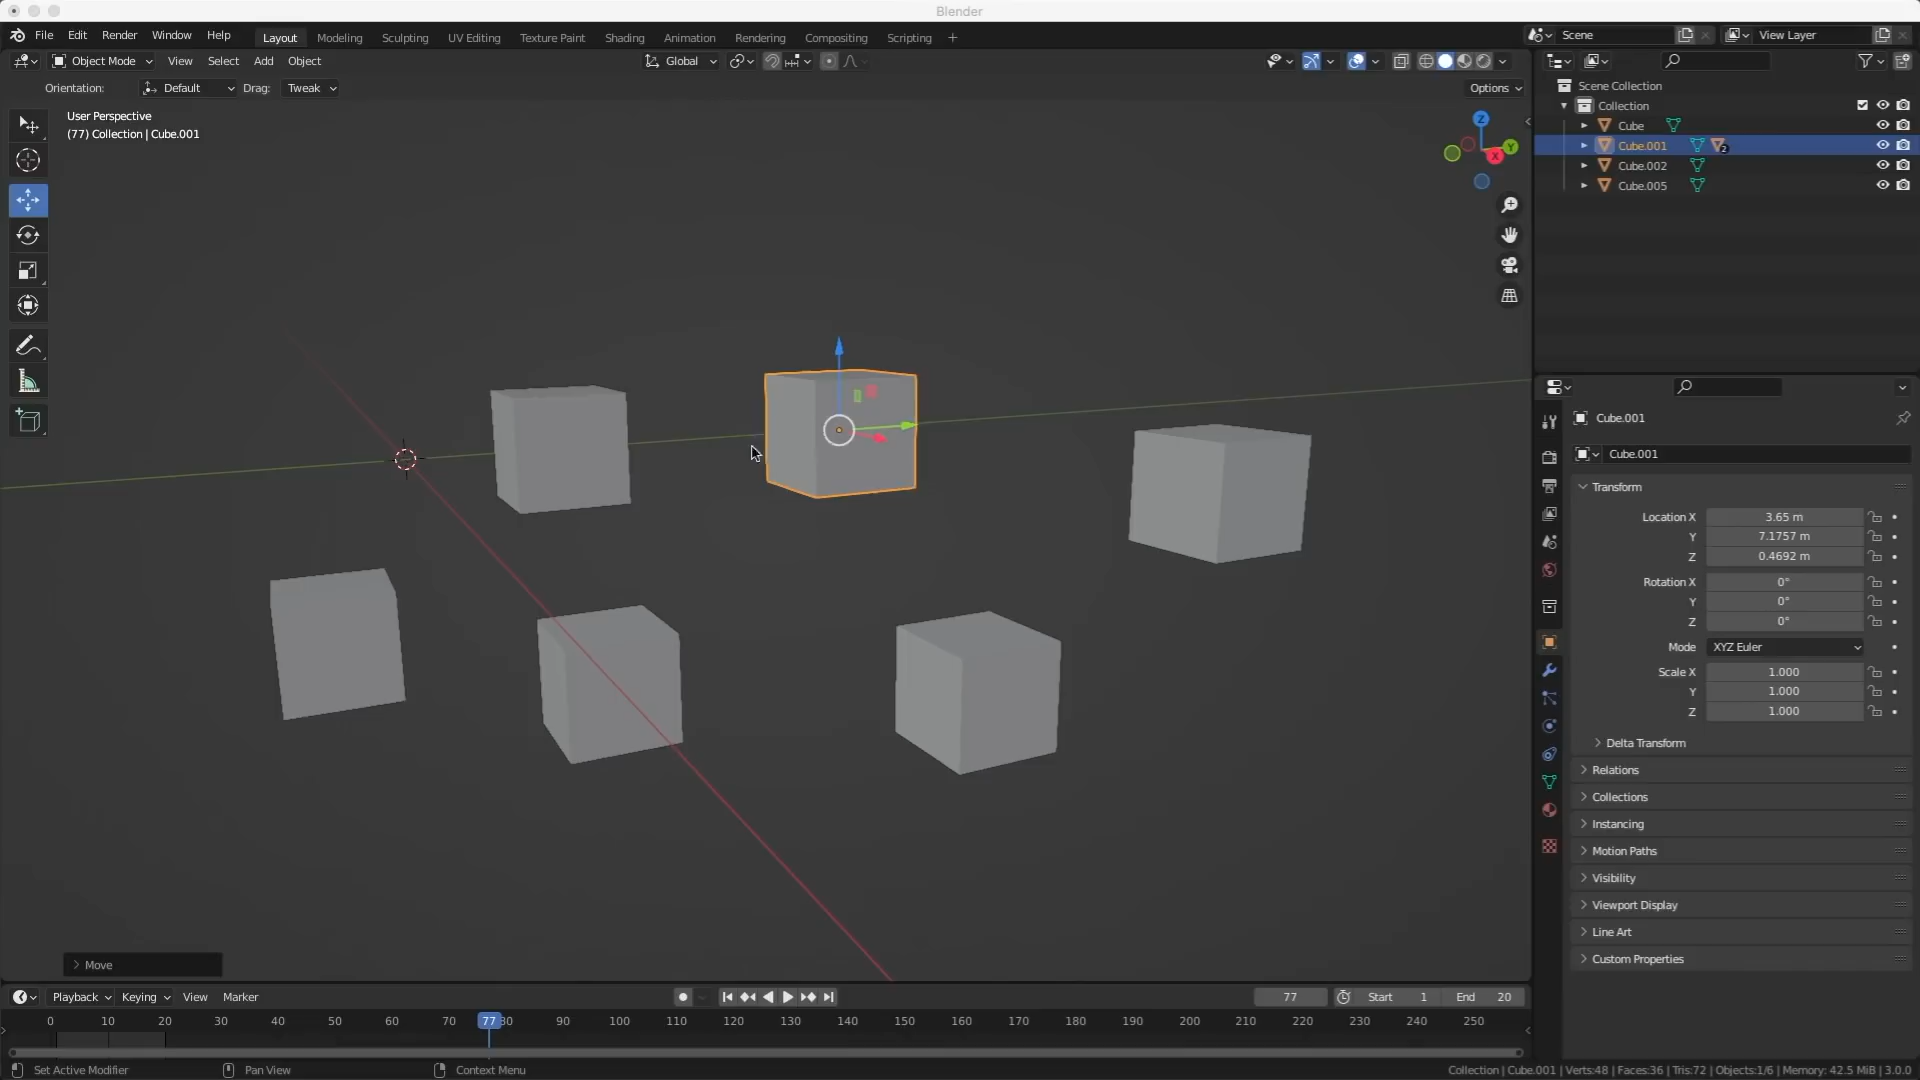 Blender
File Edit Render Window Help
Layout Modeling Sculpting UV Editing Texture Paint Shading Animation Rendering Compositing Scripting +
Scene
View Layer
Object Mode View Select Add Object
Global
Orientation: Default Drag: Tweak
Options
User Perspective
(77) Collection | Cube.001
Z
Y
X
Scene Collection
Collection
Cube
Cube.001
2
Cube.002
Cube.005
Cube.001
Cube.001
Transform
Location X 3.65 m
Y 7.1757 m
Z 0.4692 m
Rotation X 0°
Y 0°
Z 0°
Mode XYZ Euler
Scale X 1.000
Y 1.000
Z 1.000
Delta Transform
Relations
Collections
Instancing
Motion Paths
Visibility
Viewport Display
Line Art
Custom Properties
Move
Playback Keying View Marker
77
Start 1
End 20
0 10 20 30 40 50 60 70 77 80 90 100 110 120 130 140 150 160 170 180 190 200 210 220 230 240 250
Set Active Modifier
Pan View
Context Menu
Collection | Cube.001 | Verts:48 | Faces:36 | Tris:72 | Objects:1/6 | Memory: 42.5 MiB | 3.0.0